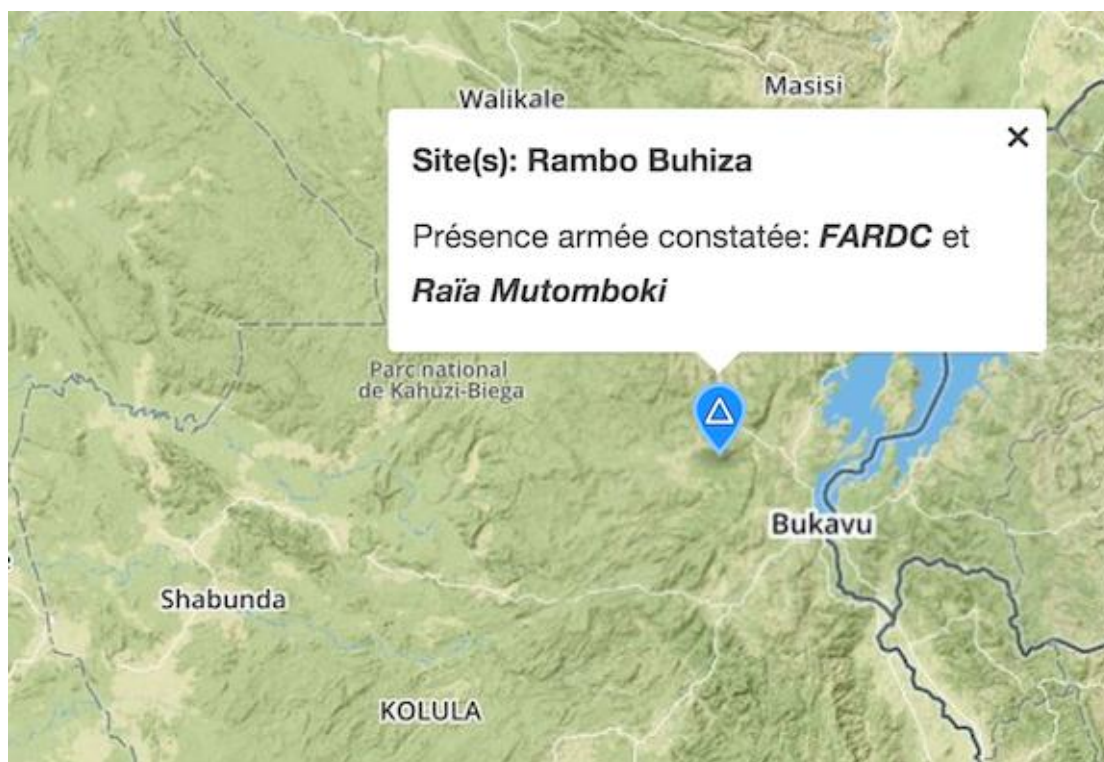 Walikale
Masisi
×
Site(s): Rambo Buhiza
Présence armée constatée: FARDC et
Raïa Mutomboki
Parc national
de Kahuzi-Biega
Bukavu
Shabunda
KOLULA